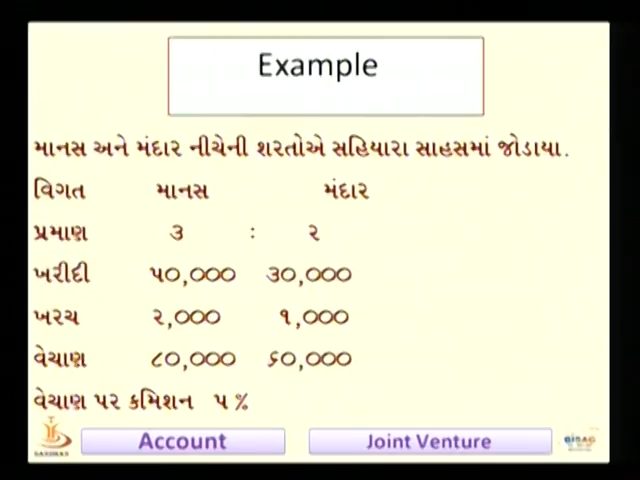 Example
માનસ અને મંદાર નીચેની શરતોએ સહિયારા સાહસમાં જોડાયા.
વિગત માનસ મંદાર
પ્રમાણ ૩ : ૨
ખરીદી ૫૦,૦૦૦ ૩૦,૦૦૦
ખરચ ૨,૦૦૦ ૧,૦૦૦
વેચાણ ૮૦,૦૦૦ ૬૦,૦૦૦
વેચાણ પર કમિશન ૫ %
Account Joint Venture